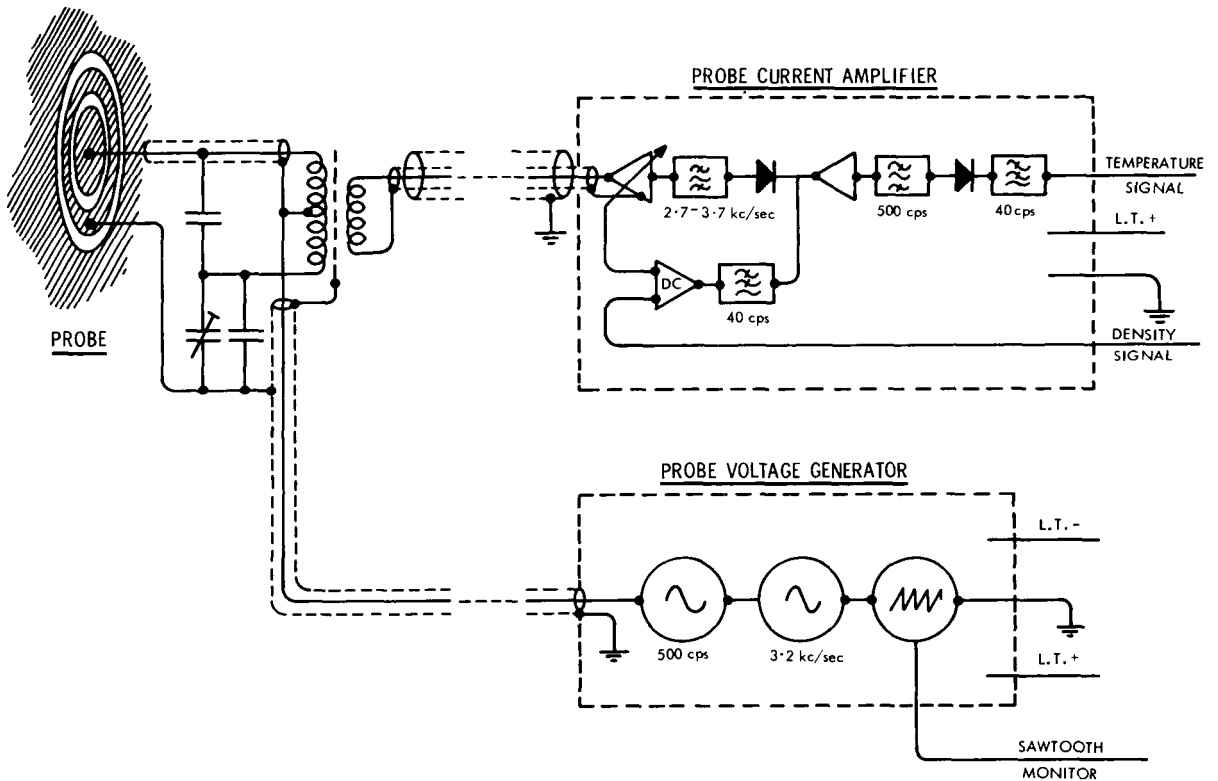 PROBE CURRENT AMPLIFIER
TEMPERATURE
SIGNAL
2·7-3·7 kc/sec
500 cps
40 cps
L.T. +
DC
40 cps
DENSITY
SIGNAL
PROBE
PROBE VOLTAGE GENERATOR
L.T. -
500 cps
3·2 kc/sec
L.T. +
SAWTOOTH
MONITOR